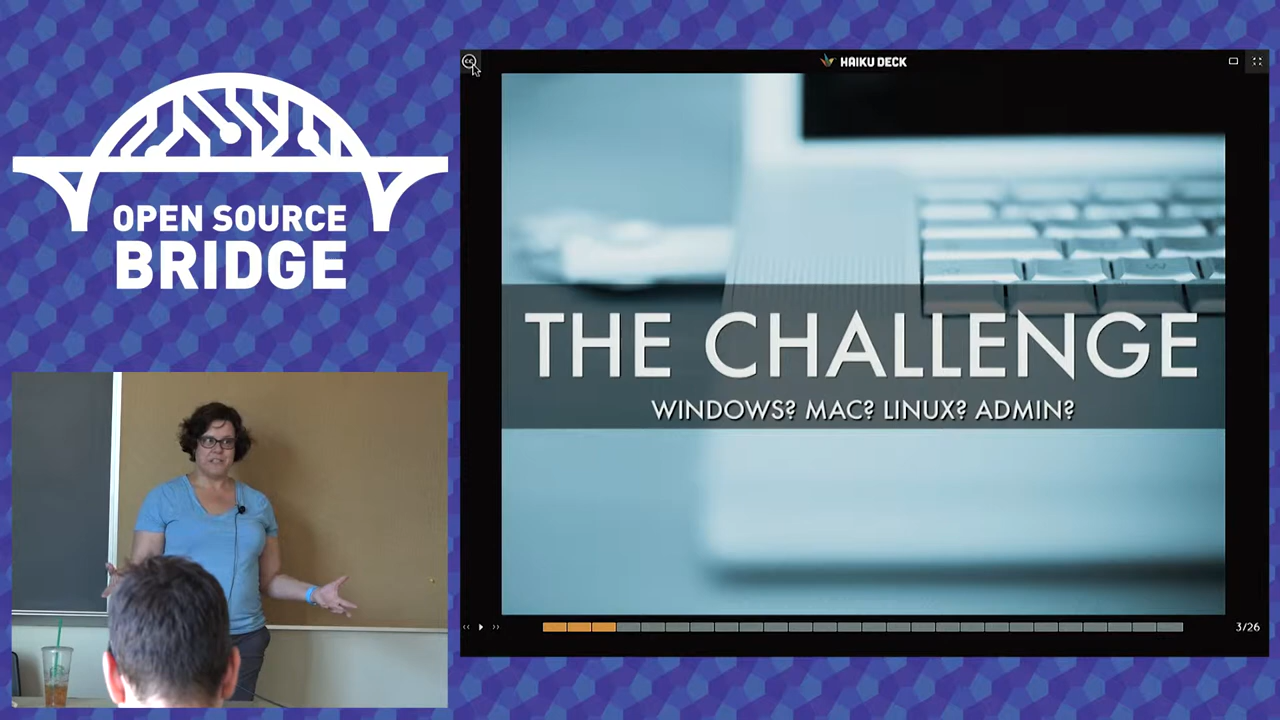 OPEN SOURCE
BRIDGE
HAIKU DECK
THE CHALLENGE
WINDOWS? MAC? LINUX? ADMIN?
3/26